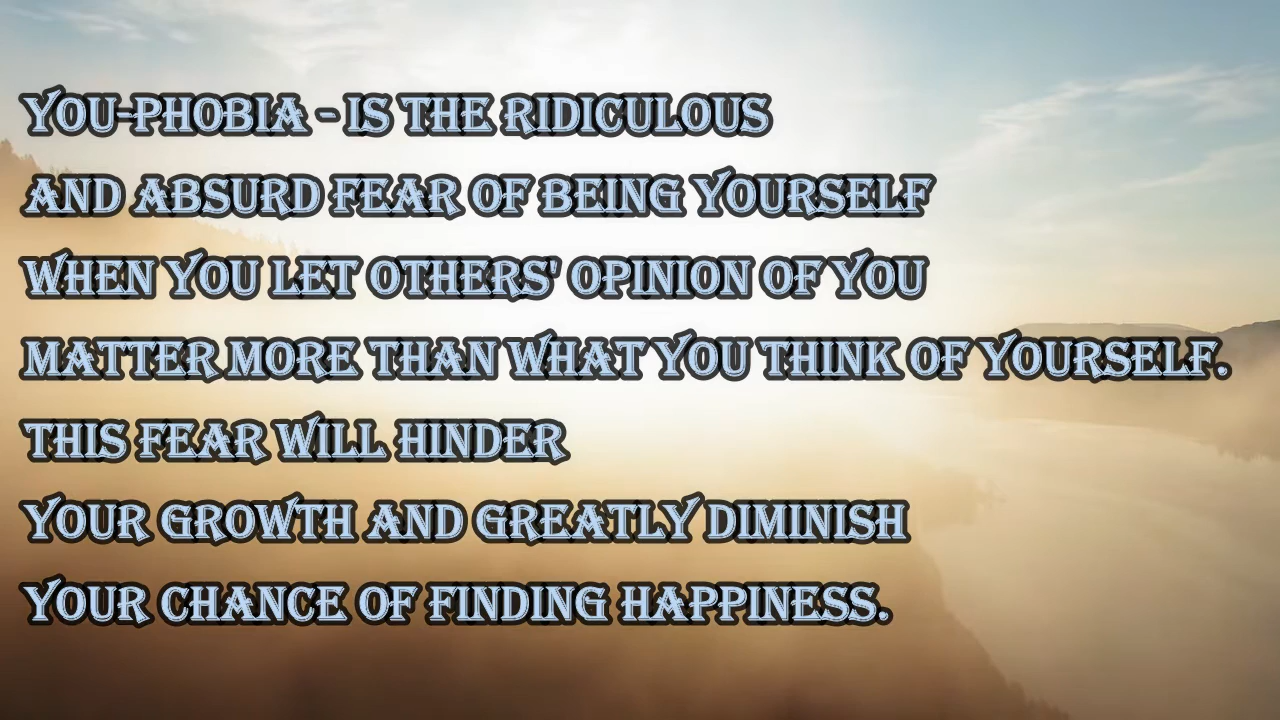 YOU-PHOBIA - IS THE RIDICULOUS
AND ABSURD FEAR OF BEING YOURSELF
WHEN YOU LET OTHERS' OPINION OF YOU
MATTER MORE THAN WHAT YOU THINK OF YOURSELF.
THIS FEAR WILL HINDER
YOUR GROWTH AND GREATLY DIMINISH
YOUR CHANCE OF FINDING HAPPINESS.